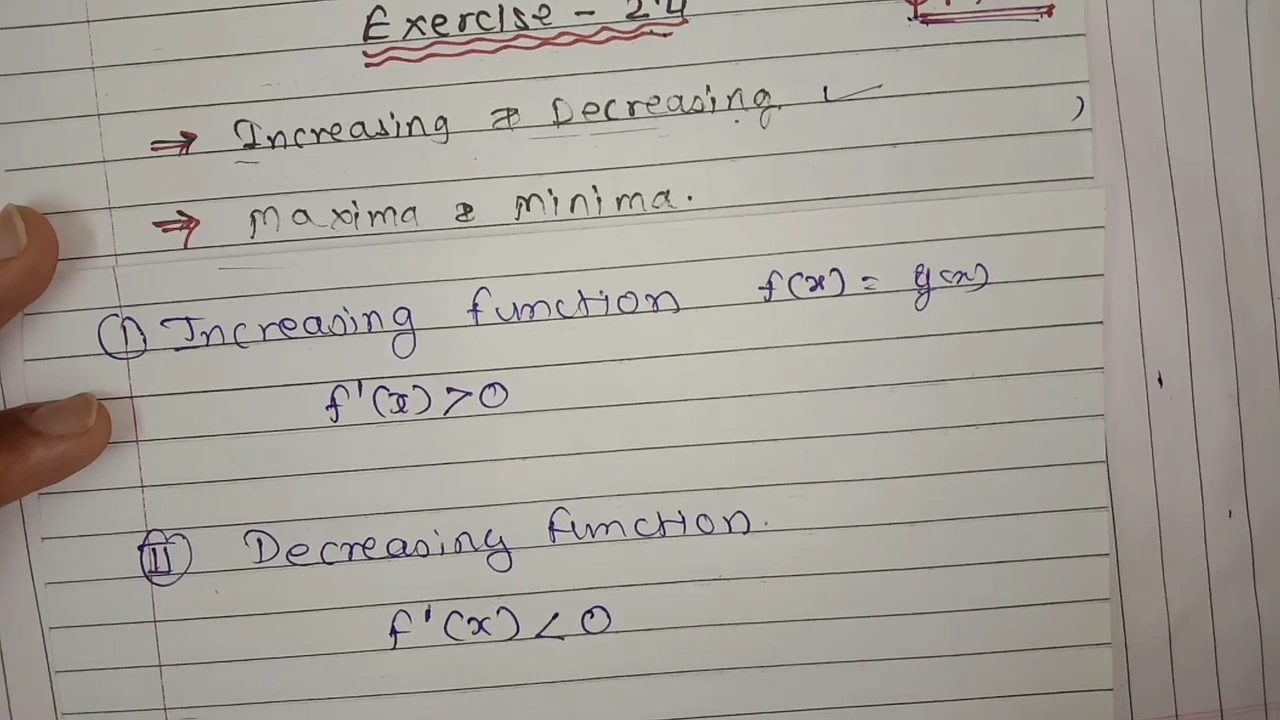 Exercise - 2.4
⇒ Increasing & Decreasing. ✓
⇒ Maxima & minima.
(I) Increasing function f(x) = g(x)
f'(x) > 0
(II) Decreasing function.
f'(x) < 0